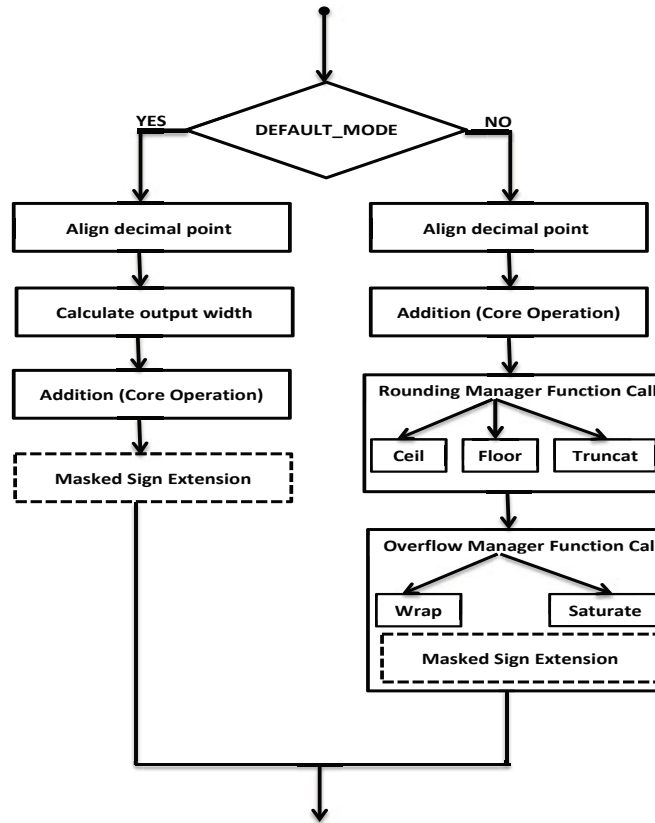 DEFAULT_MODE
YES
NO
Align decimal point
Calculate output width
Addition (Core Operation)
Masked Sign Extension
Align decimal point
Addition (Core Operation)
Rounding Manager Function Call
Ceil
Floor
Truncat
Overflow Manager Function Call
Wrap
Saturate
Masked Sign Extension